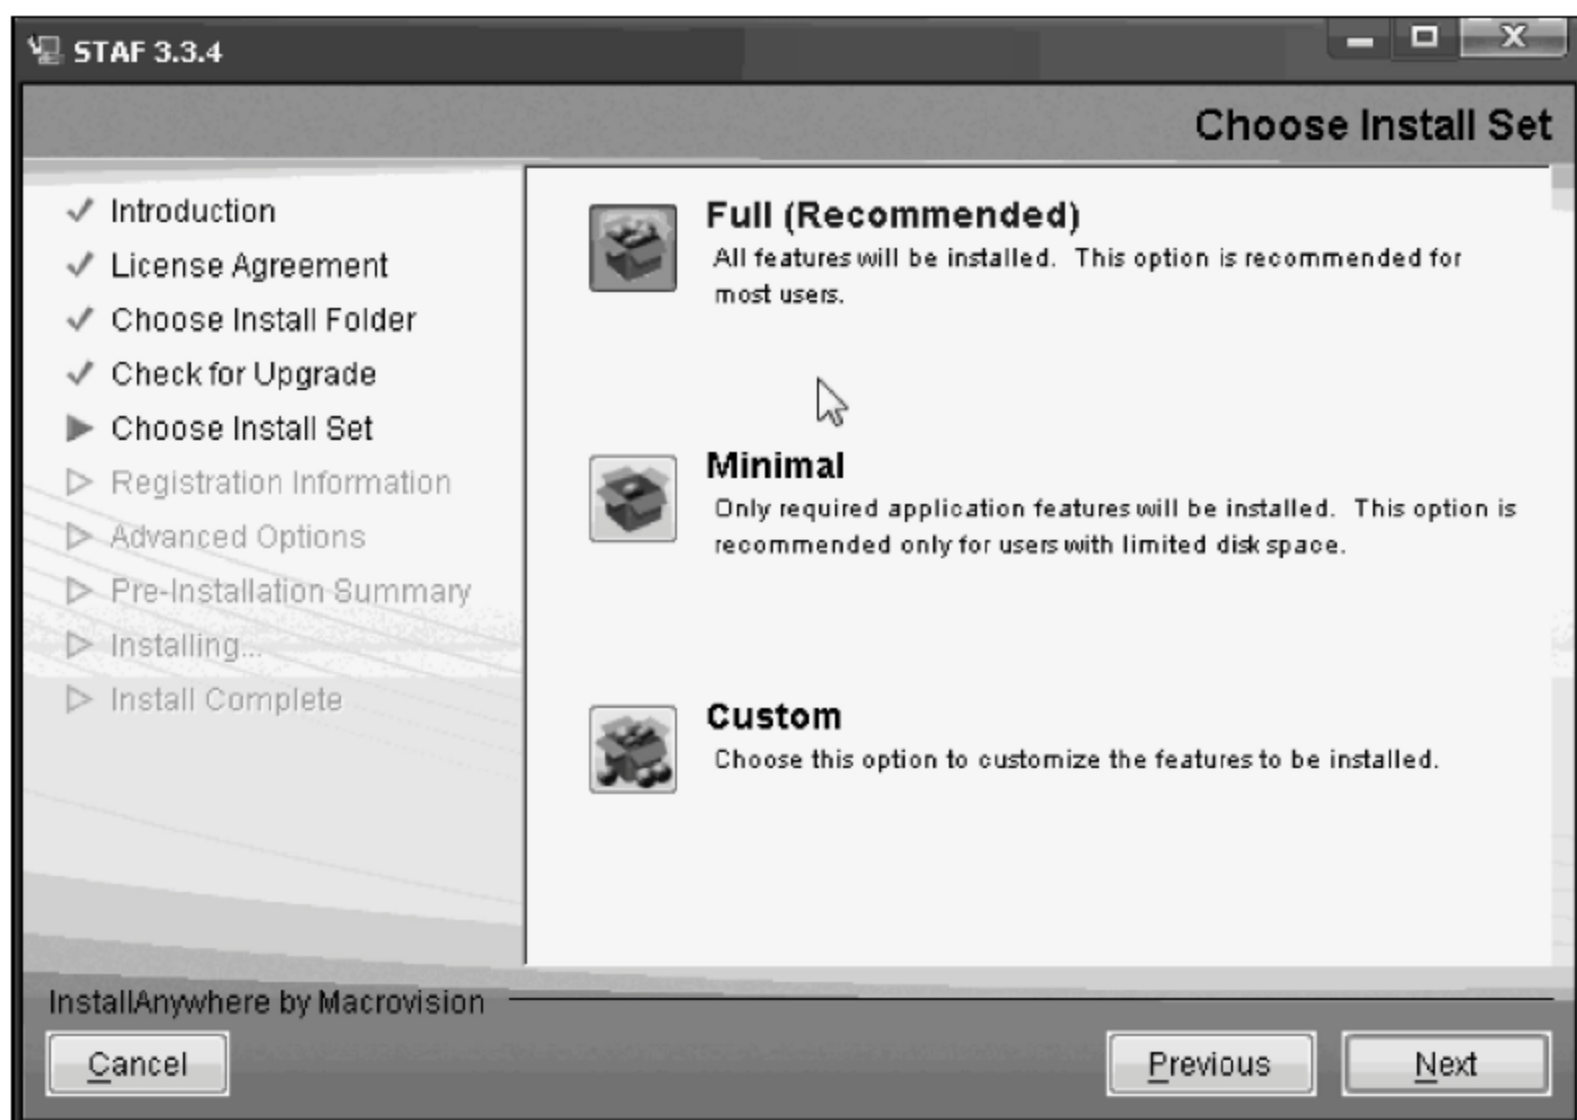 STAF 3.3.4
Choose Install Set
Introduction
License Agreement
Choose Install Folder
Check for Upgrade
Choose Install Set
Registration Information
Advanced Options
Pre-Installation Summary
Installing...
Install Complete
Full (Recommended)
All features will be installed. This option is recommended for
most users.
Minimal
Only required application features will be installed. This option is
recommended only for users with limited disk space.
Custom
Choose this option to customize the features to be installed.
InstallAnywhere by Macrovision
Cancel
Previous
Next